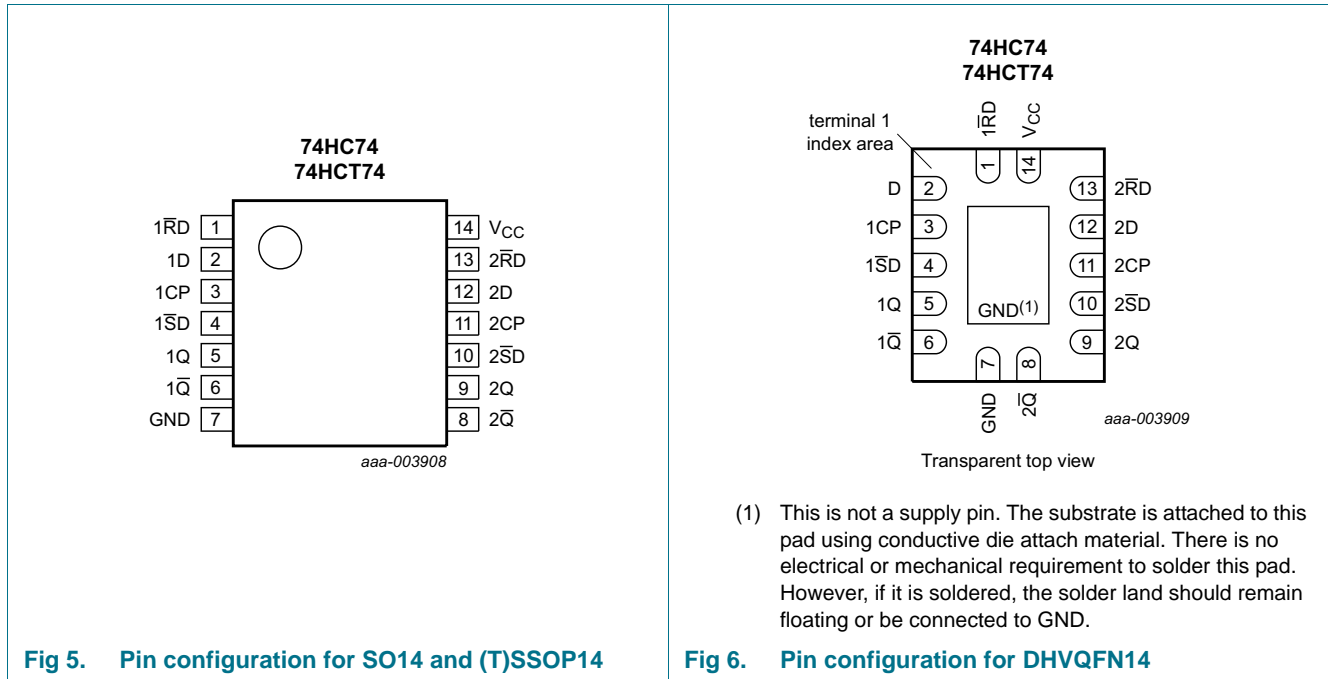 74HC74
74HCT74
1R̅D 1
1D 2
1CP 3
1S̅D 4
1Q 5
1Q̅ 6
GND 7
14 VCC
13 2R̅D
12 2D
11 2CP
10 2S̅D
9 2Q
8 2Q̅
aaa-003908
Fig 5. Pin configuration for SO14 and (T)SSOP14
74HC74
74HCT74
terminal 1
index area
1R̅D
VCC
1
14
D 2
1CP 3
1S̅D 4
1Q 5
1Q̅ 6
13 2R̅D
12 2D
11 2CP
10 2S̅D
9 2Q
GND(1)
7
8
GND
2Q̅
aaa-003909
Transparent top view
(1) This is not a supply pin. The substrate is attached to this
pad using conductive die attach material. There is no
electrical or mechanical requirement to solder this pad.
However, if it is soldered, the solder land should remain
floating or be connected to GND.
Fig 6. Pin configuration for DHVQFN14